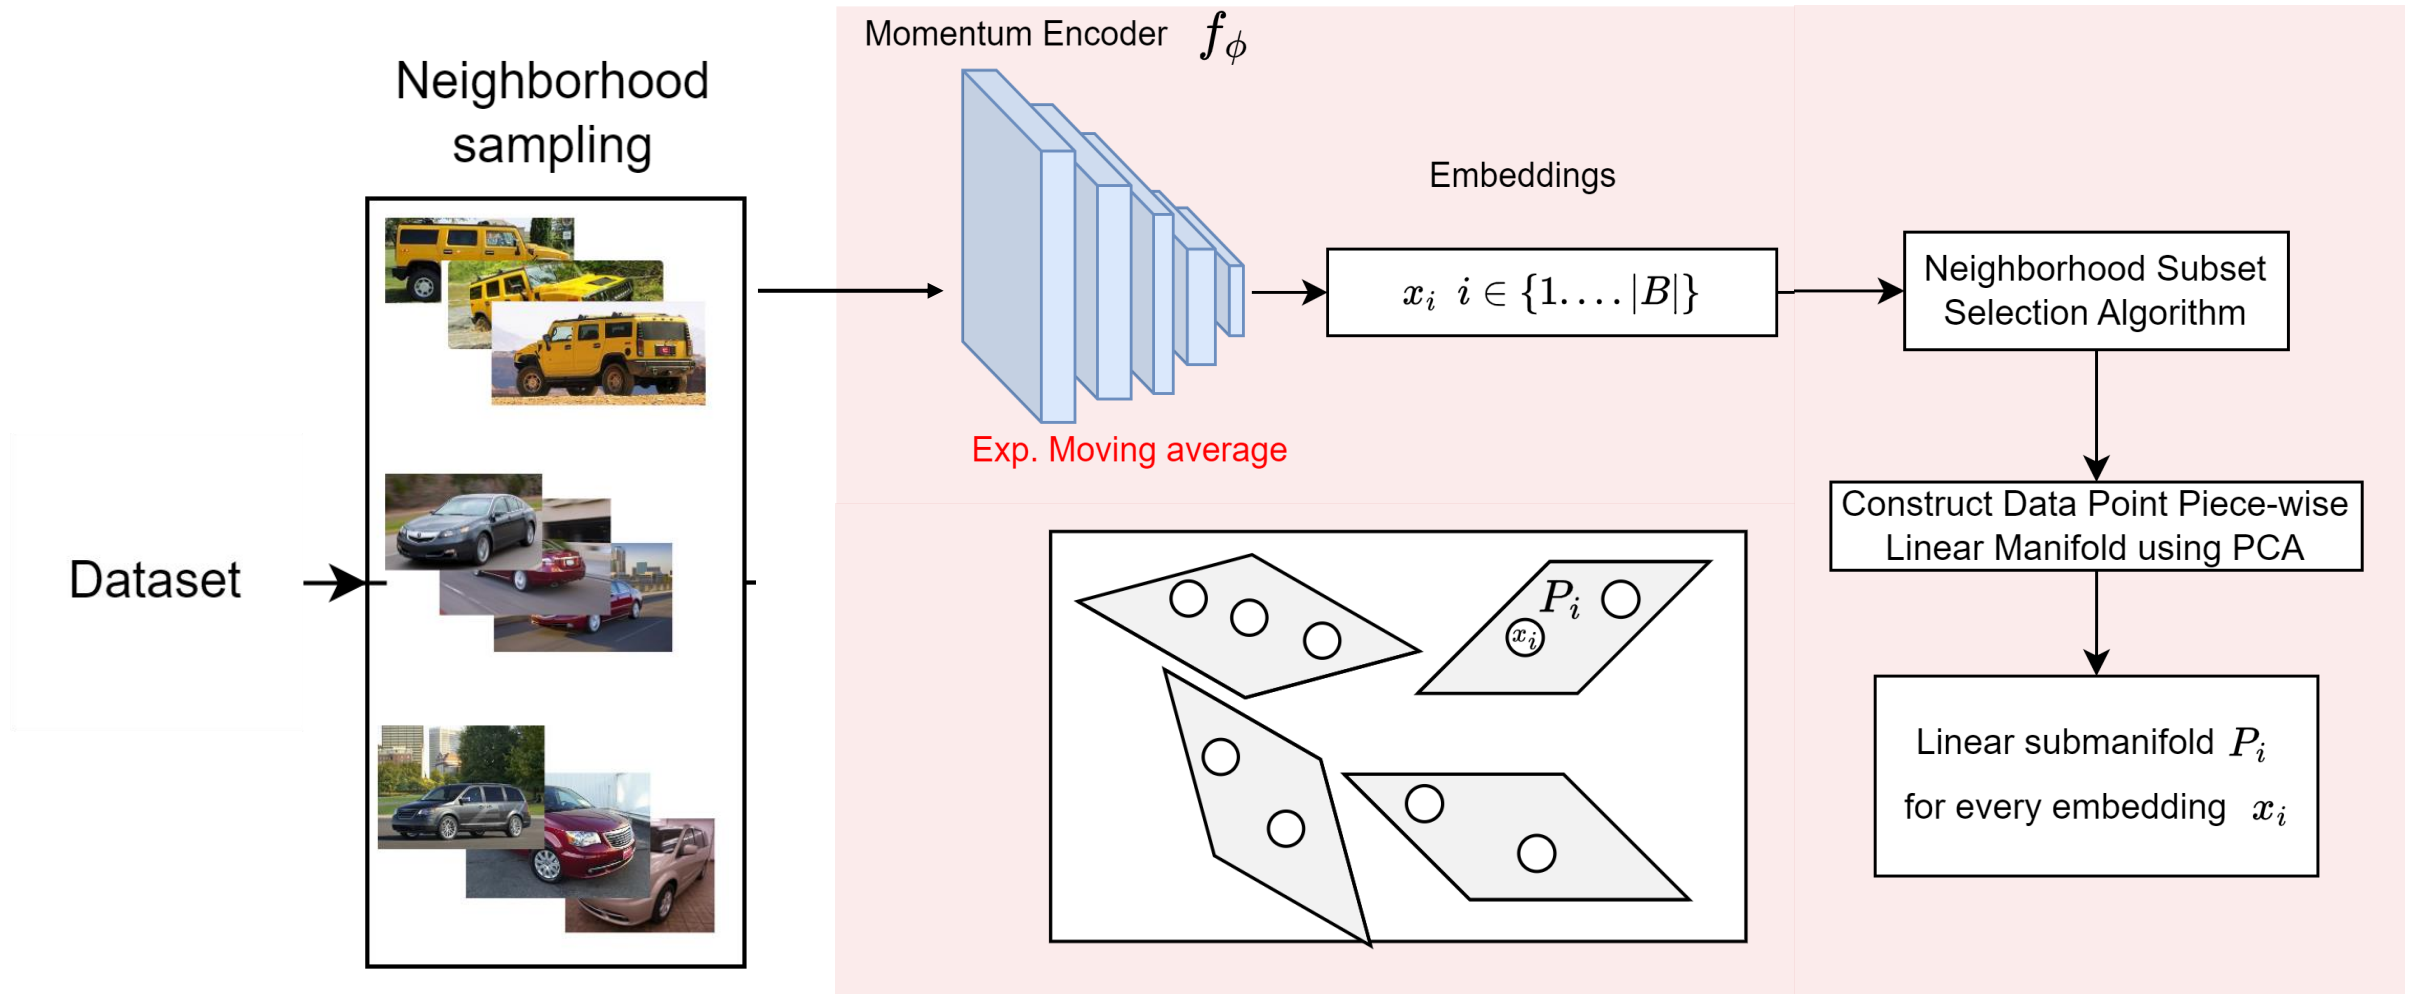 Neighborhood
sampling
Dataset
Momentum Encoder $f_\phi$
Exp. Moving average
Embeddings
$x_i \;\; i \in \{1....|B|\}$
Neighborhood Subset
Selection Algorithm
Construct Data Point Piece-wise
Linear Manifold using PCA
Linear submanifold $P_i$
for every embedding $x_i$
$P_i$
$x_i$